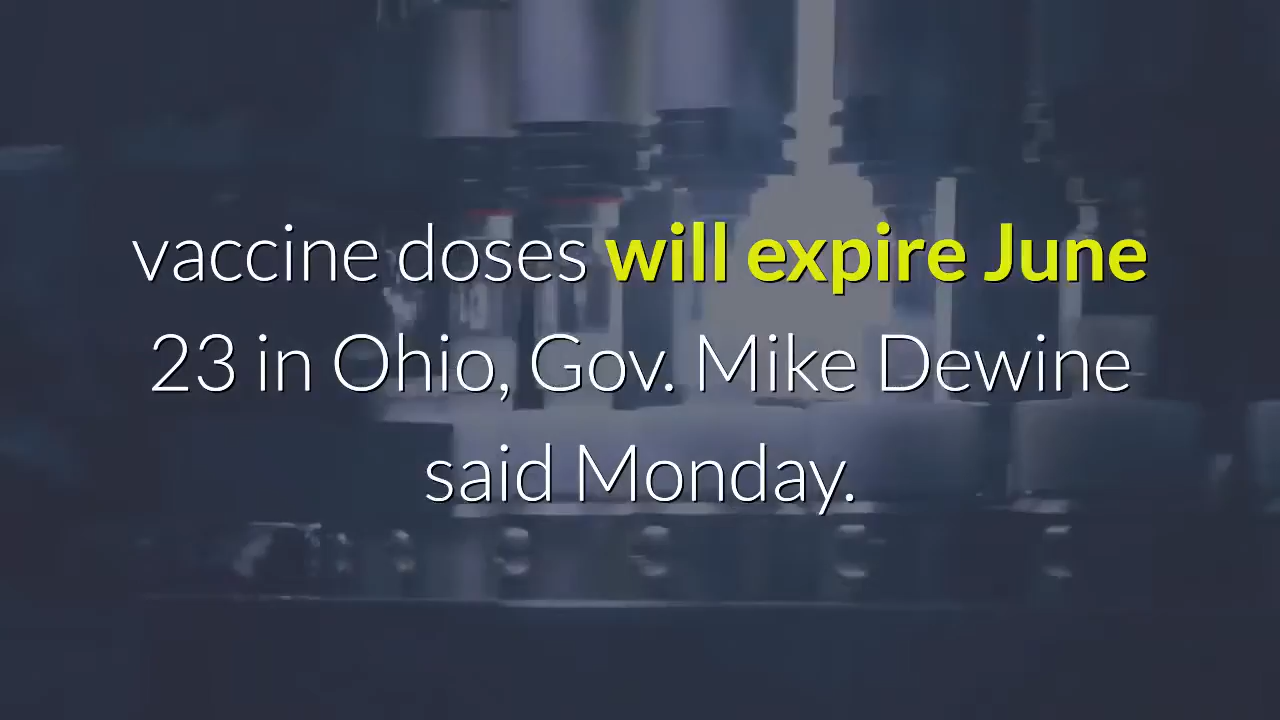 vaccine doses will expire June
23 in Ohio, Gov. Mike Dewine
said Monday.